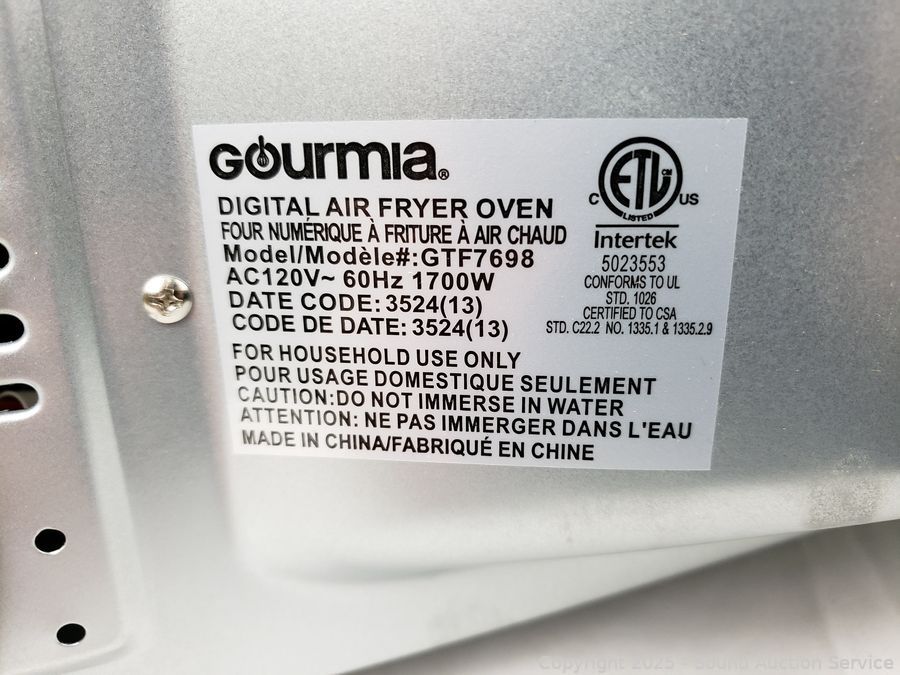 Gourmia®
DIGITAL AIR FRYER OVEN
FOUR NUMÉRIQUE À FRITURE À AIR CHAUD
Model/Modèle#:GTF7698
AC120V~ 60Hz 1700W
DATE CODE: 3524(13)
CODE DE DATE: 3524(13)
FOR HOUSEHOLD USE ONLY
POUR USAGE DOMESTIQUE SEULEMENT
CAUTION:DO NOT IMMERSE IN WATER
ATTENTION: NE PAS IMMERGER DANS L'EAU
MADE IN CHINA/FABRIQUÉ EN CHINE
ETL CM
C US
LISTED
Intertek
5023553
CONFORMS TO UL
STD. 1026
CERTIFIED TO CSA
STD. C22.2 NO. 1335.1 & 1335.2.9
Copyright 2025 - Sound Auction Service